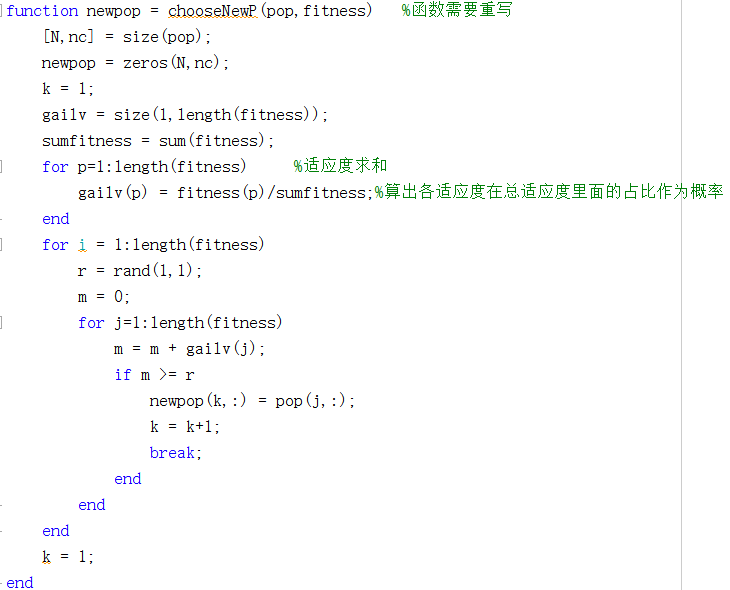 function newpop = chooseNewP(pop,fitness)   %函数需要重写
    [N,nc] = size(pop);
    newpop = zeros(N,nc);
    k = 1;
    gailv = size(1,length(fitness));
    sumfitness = sum(fitness);
    for p=1:length(fitness)     %适应度求和
        gailv(p) = fitness(p)/sumfitness;%算出各适应度在总适应度里面的占比作为概率
    end
    for i = 1:length(fitness)
        r = rand(1,1);
        m = 0;
        for j=1:length(fitness)
            m = m + gailv(j);
            if m >= r
                newpop(k,:) = pop(j,:);
                k = k+1;
                break;
            end
        end
    end
    k = 1;
end